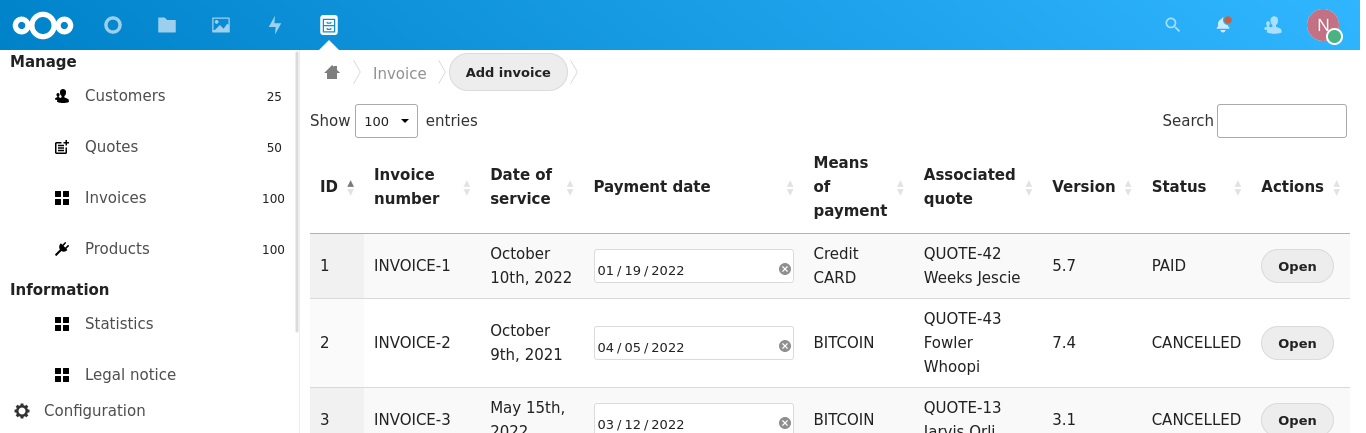 N
Manage
Customers 25
Quotes 50
Invoices 100
Products 100
Information
Statistics
Legal notice
Configuration
Invoice Add invoice
Show 100 entries Search
ID Invoice number Date of service Payment date Means of payment Associated quote Version Status Actions
1 INVOICE-1 October 10th, 2022 01/19/2022 Credit CARD QUOTE-42 Weeks Jescie 5.7 PAID Open
2 INVOICE-2 October 9th, 2021 04/05/2022 BITCOIN QUOTE-43 Fowler Whoopi 7.4 CANCELLED Open
3 INVOICE-3 May 15th, 2022 03/12/2022 BITCOIN QUOTE-13 Jarvis Orli 3.1 CANCELLED Open